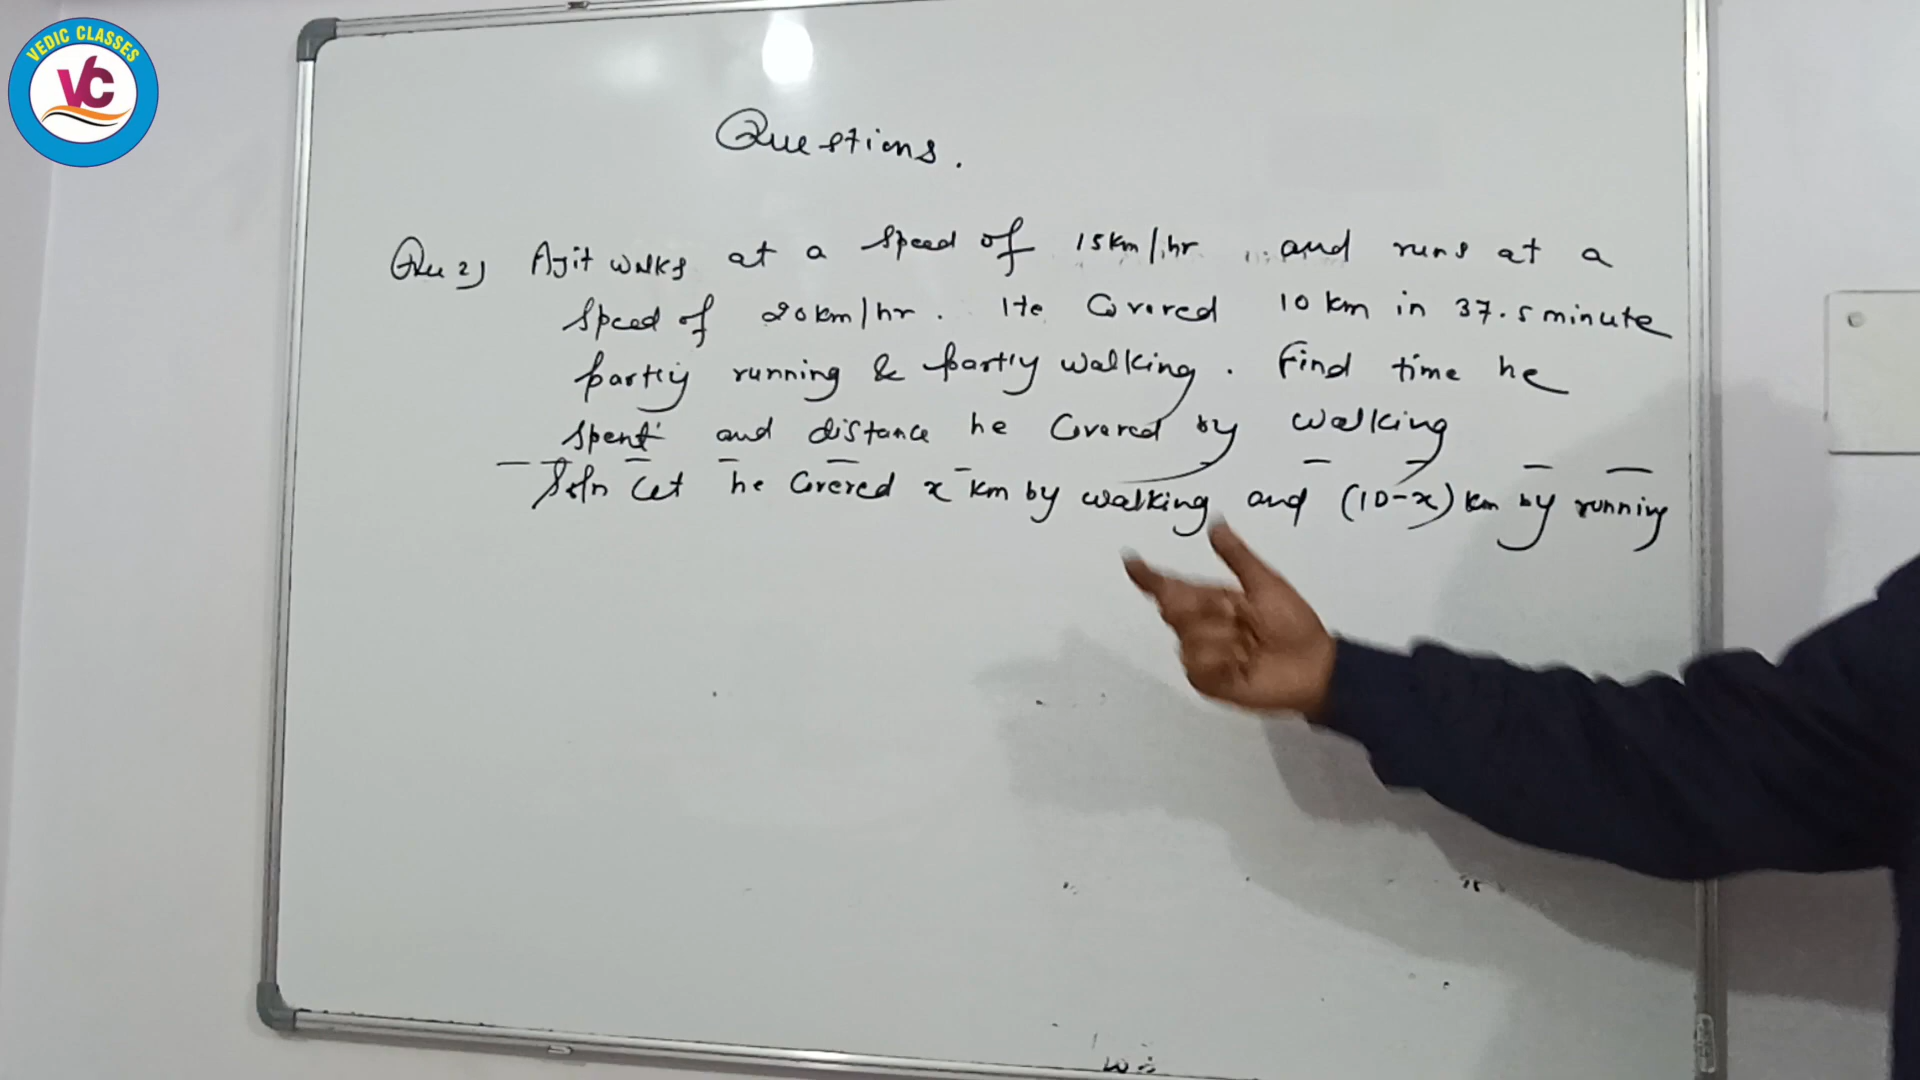 VEDIC CLASSES
VC
Questions.
Que 2) Ajit walks at a speed of 15km/hr and runs at a
speed of 20km/hr. He Covered 10 km in 37.5 minute
partly running & partly walking. Find time he
spent and distance he Covered by walking
Soln Let he Covered x km by walking and (10-x) km by running